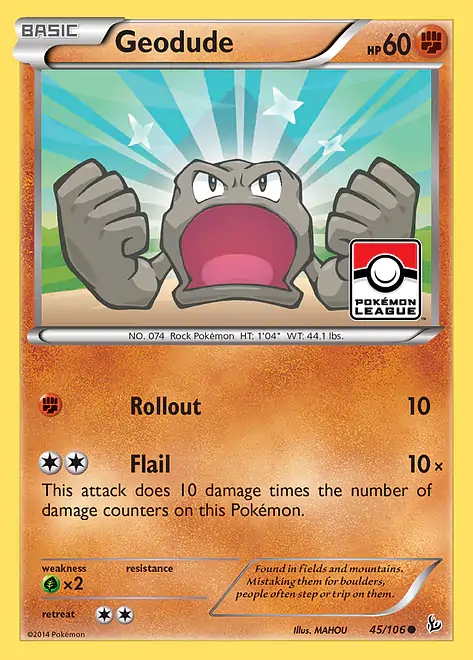 BASIC
Geodude
HP60
POKÉMON
LEAGUE™
NO. 074 Rock Pokémon HT: 1'04" WT: 44.1 lbs.
Rollout 10
Flail 10×
This attack does 10 damage times the number of
damage counters on this Pokémon.
weakness resistance
×2
Found in fields and mountains.
Mistaking them for boulders,
people often step or trip on them.
retreat
©2014 Pokémon
Illus. MAHOU
45/106